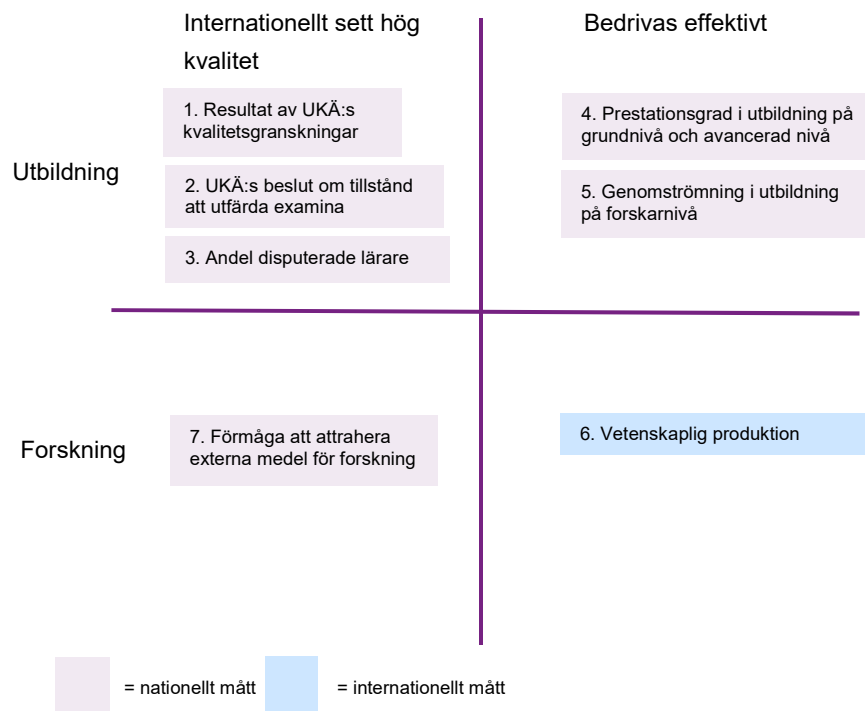 Internationellt sett hög
kvalitet
Bedrivas effektivt
Utbildning
1. Resultat av UKÄ:s
kvalitetsgranskningar
2. UKÄ:s beslut om tillstånd
att utfärda examina
3. Andel disputerade lärare
4. Prestationsgrad i utbildning på
grundnivå och avancerad nivå
5. Genomströmning i utbildning
på forskarnivå
Forskning
7. Förmåga att attrahera
externa medel för forskning
6. Vetenskaplig produktion
= nationellt mått
= internationellt mått